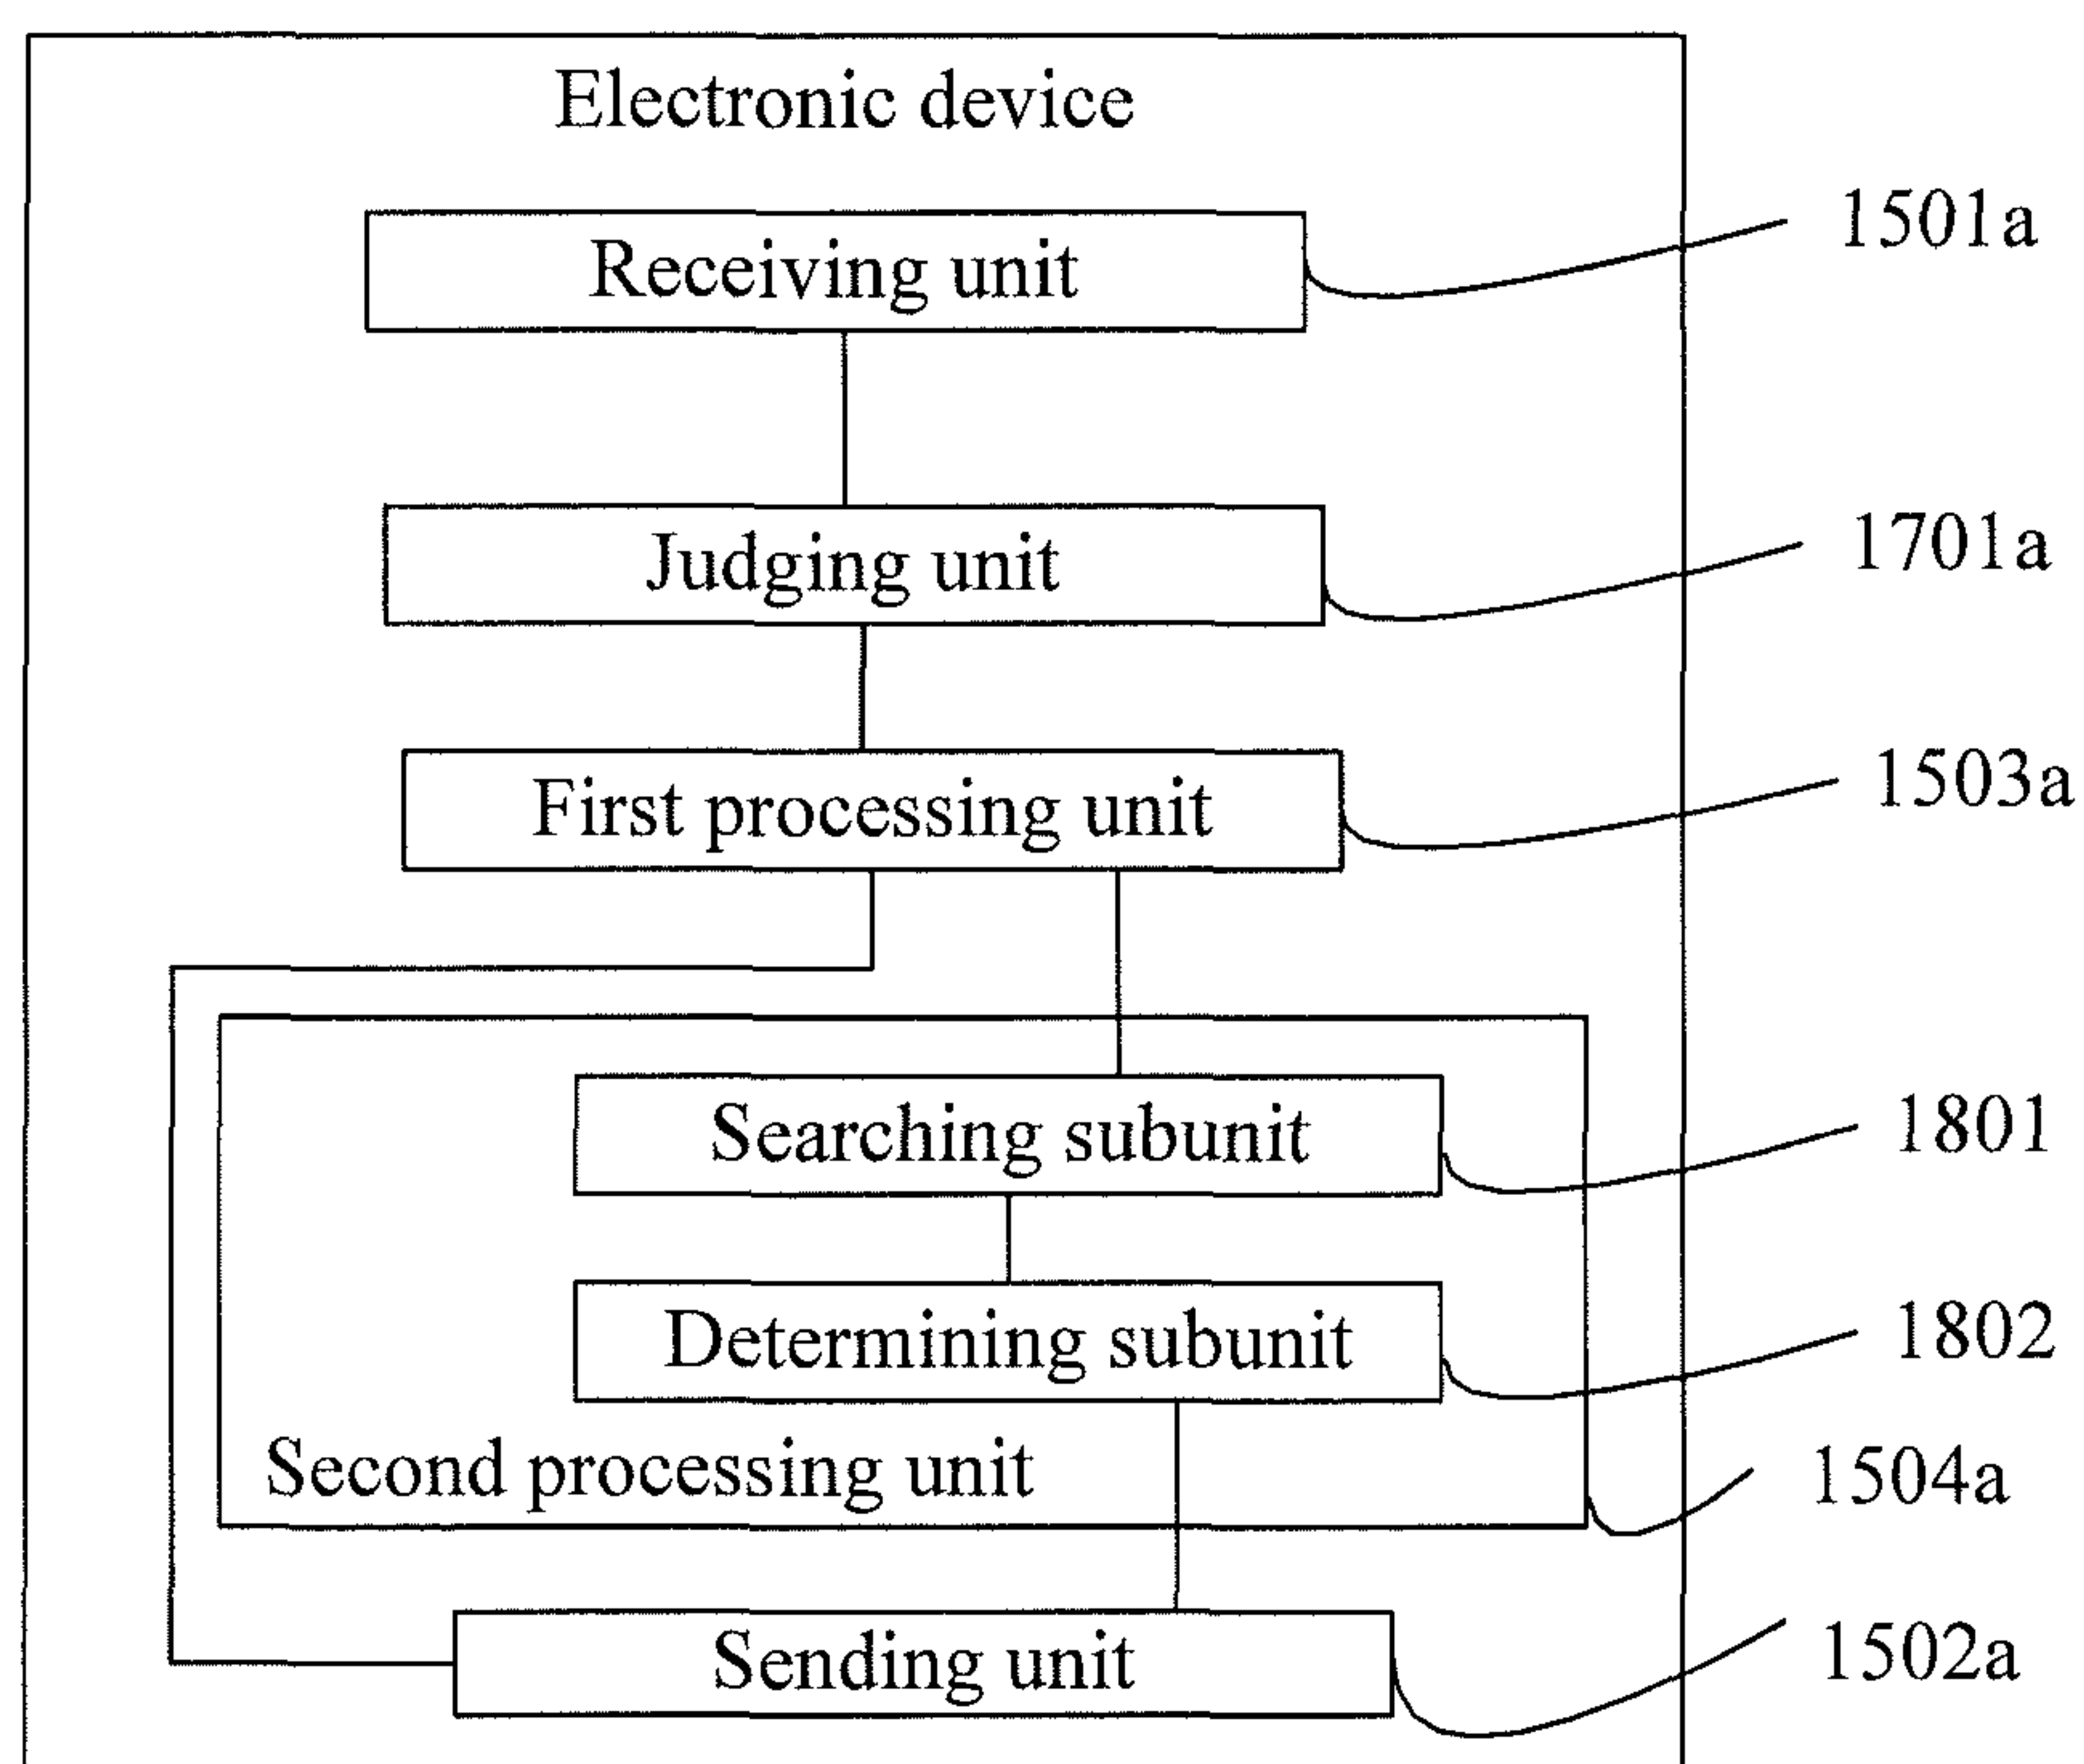 Electronic device
Receiving unit
1501a
Judging unit
1701a
First processing unit
1503a
Searching subunit
1801
Determining subunit
1802
Second processing unit
1504a
Sending unit
1502a